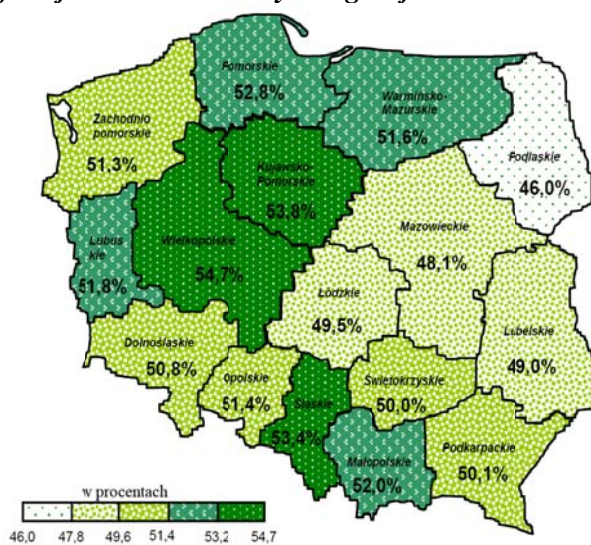 Pomorskie
52,8%
Warmińsko-
Mazurskie
51,6%
Zachodnio
pomorskie
51,3%
Podlaskie
46,0%
Kujawsko-
Pomorskie
53,8%
Lubus
kie
51,8%
Wielkopolskie
54,7%
Mazowieckie
48,1%
Łódzkie
49,5%
Lubelskie
49,0%
Dolnośląskie
50,8%
Opolskie
51,4%
Śląskie
53,4%
Świetokrzyskie
50,0%
Małopolskie
52,0%
Podkarpackie
50,1%
w procentach
46,0 47,8 49,6 51,4 53,2 54,7